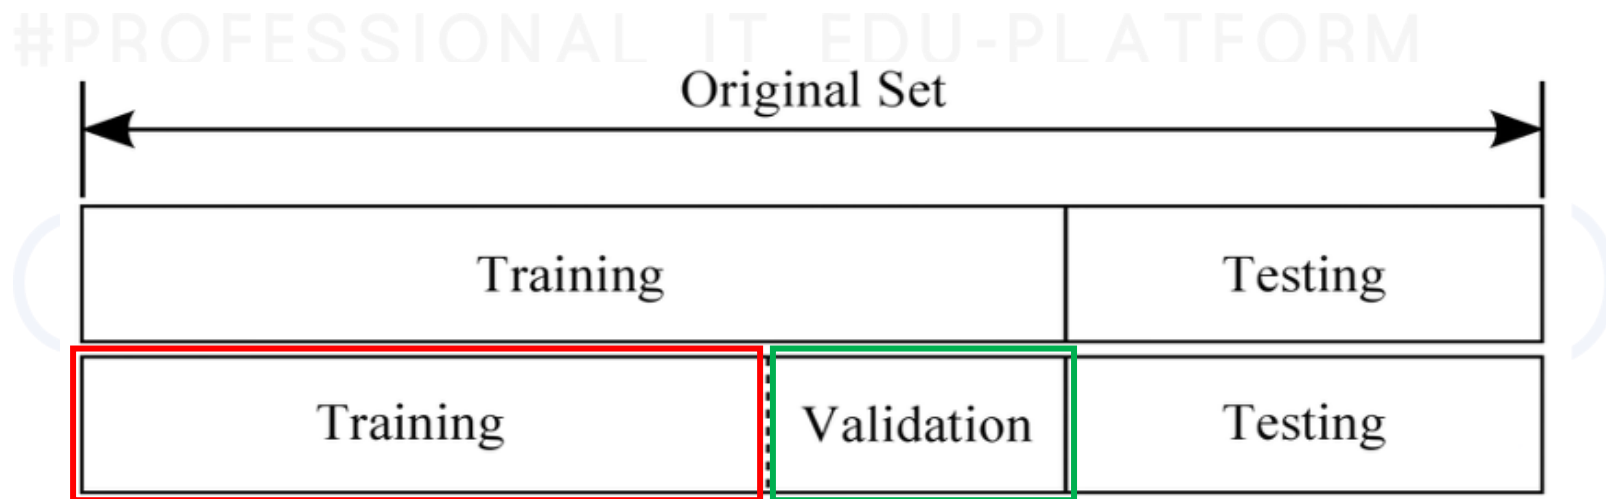 #PROFESSIONAL IT EDU-PLATFORM
Original Set
Training Testing
Training Validation Testing